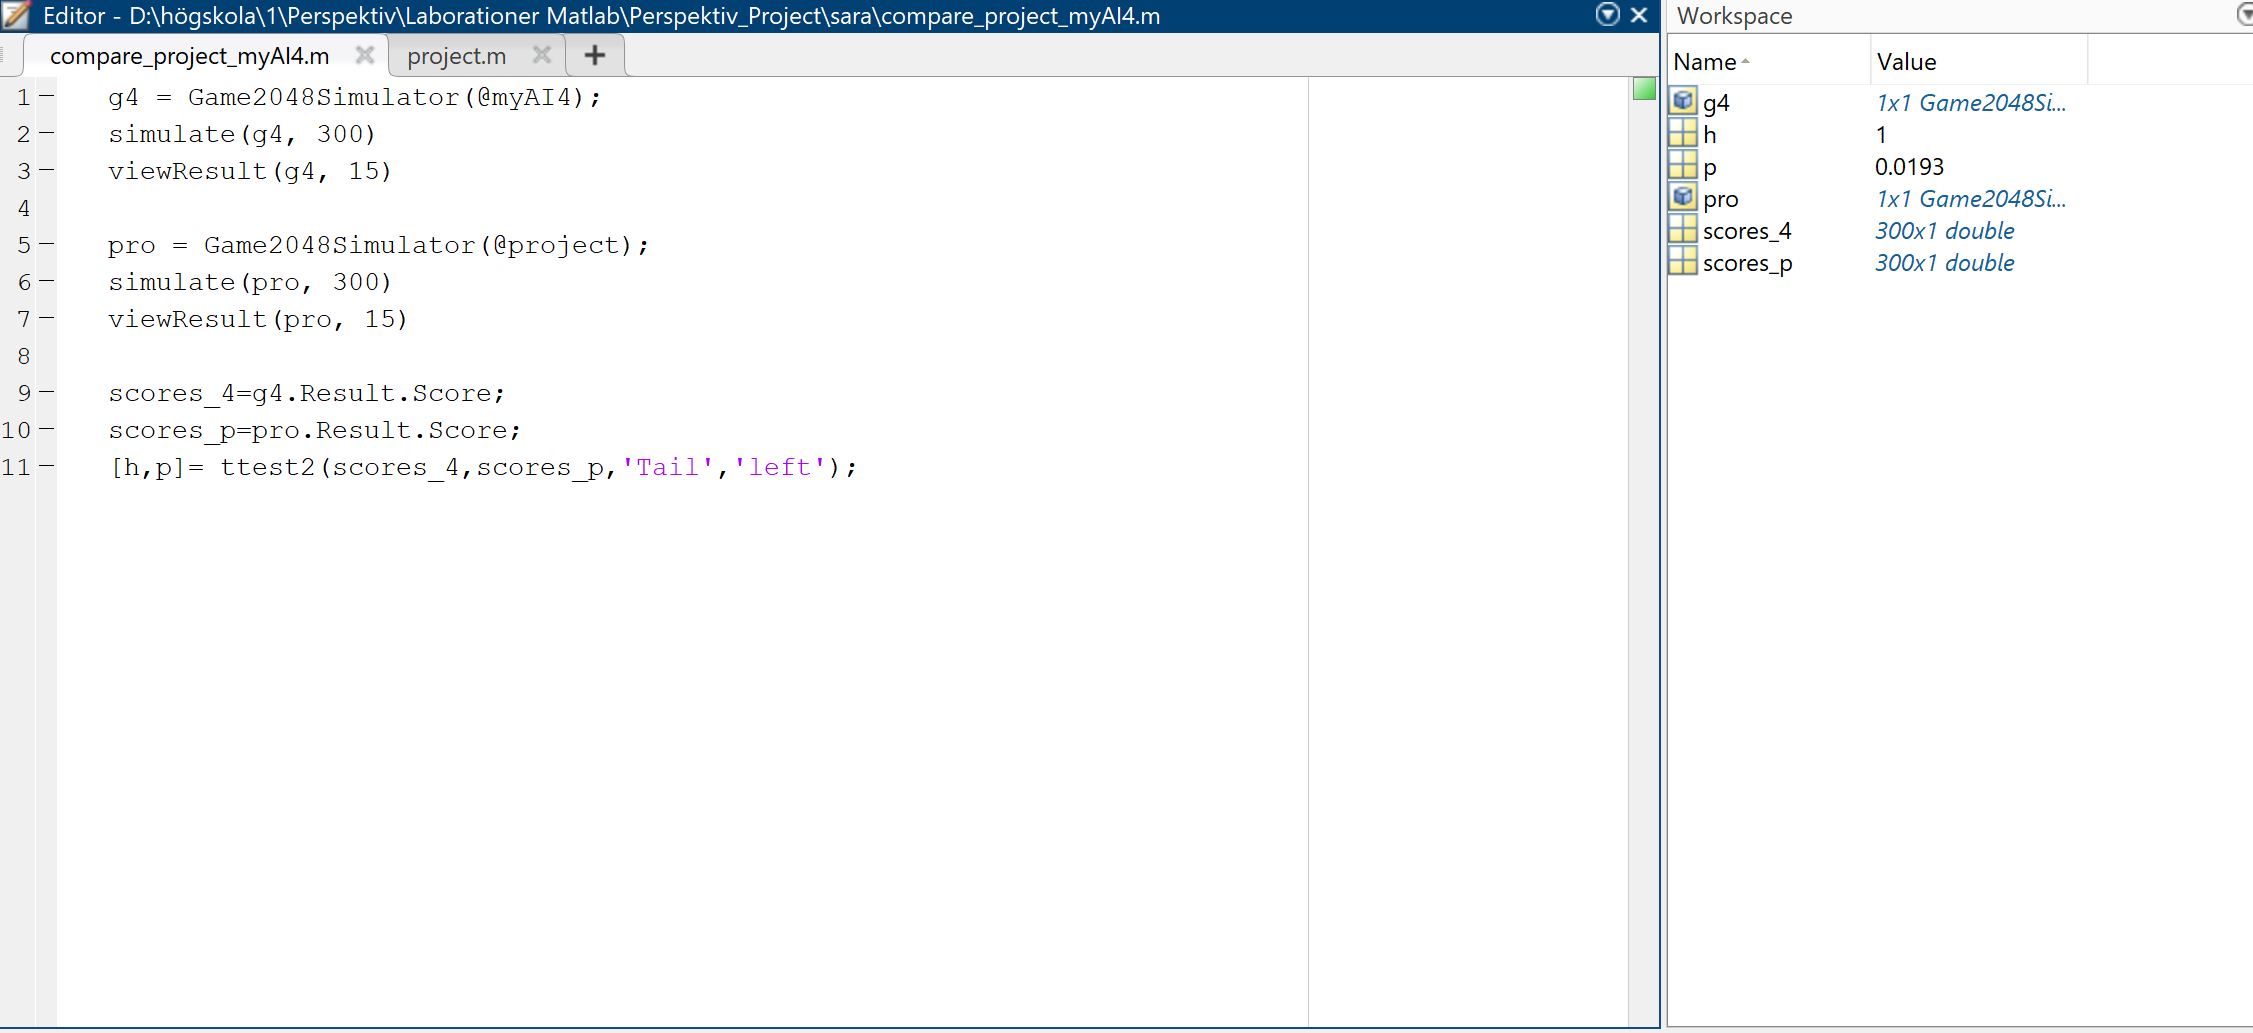 Editor - D:\högskola\1\Perspektiv\Laborationer Matlab\Perspektiv_Project\sara\compare_project_myAI4.m
compare_project_myAI4.m
project.m
1 g4 = Game2048Simulator(@myAI4);
2 simulate(g4, 300)
3 viewResult(g4, 15)
4
5 pro = Game2048Simulator(@project);
6 simulate(pro, 300)
7 viewResult(pro, 15)
8
9 scores_4=g4.Result.Score;
10 scores_p=pro.Result.Score;
11 [h,p]= ttest2(scores_4,scores_p,'Tail','left');
Workspace
Name Value
g4 1x1 Game2048Si...
h 1
p 0.0193
pro 1x1 Game2048Si...
scores_4 300x1 double
scores_p 300x1 double